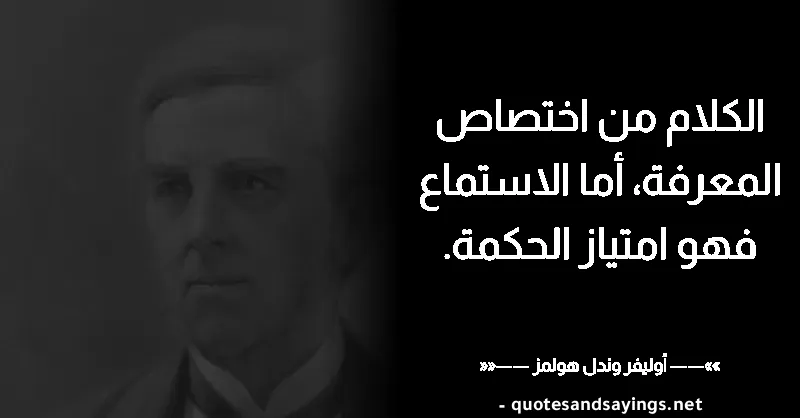 الكلام من اختصاص
المعرفة، أما الاستماع
فهو امتياز الحكمة.
»»—— أوليفر وندل هولمز ——««
- quotesandsayings.net